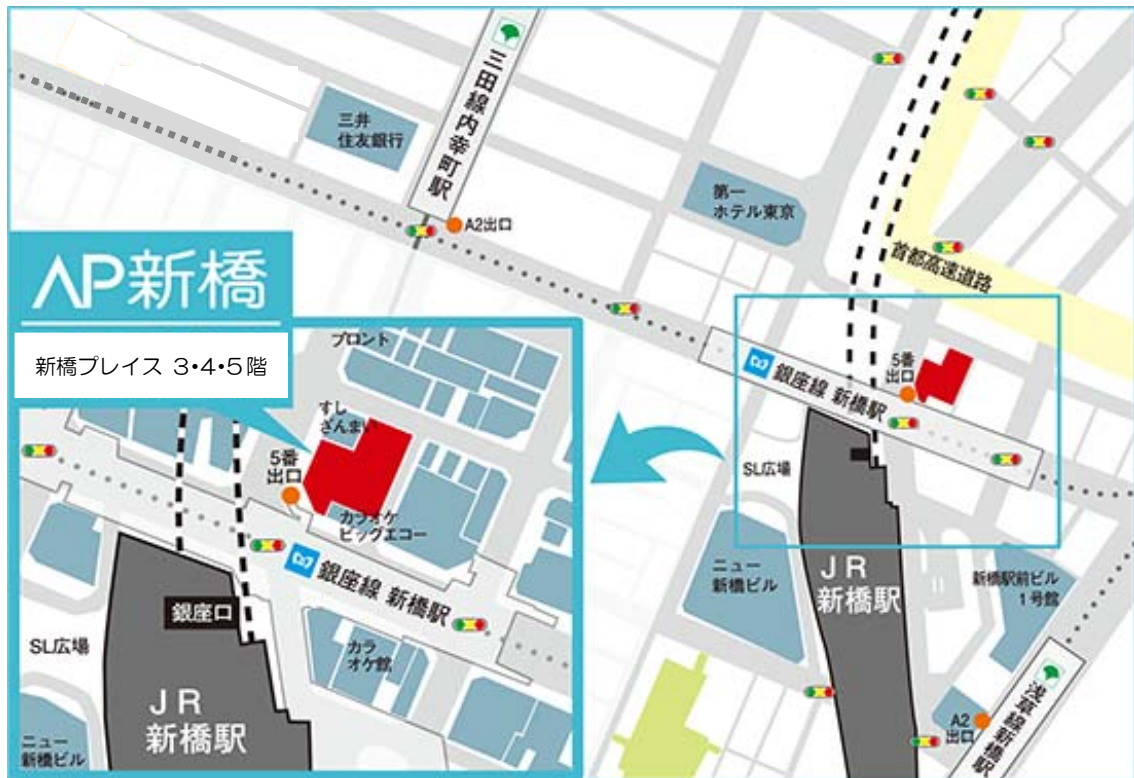 三田線内幸町駅
三井
住友銀行
A2出口
第一
ホテル東京
首都高速道路
AP新橋
新橋プレイス 3・4・5階
5番
出口
銀座線 新橋駅
SL広場
ニュー
新橋ビル
JR
新橋駅
新橋駅前ビル
1号館
A2
出口
浅草線新橋駅
プロント
すし
ざんまい
5番
出口
カラオケ
ビッグエコー
銀座線 新橋駅
銀座口
SL広場
カラ
オケ館
JR
新橋駅
ニュー
新橋ビル